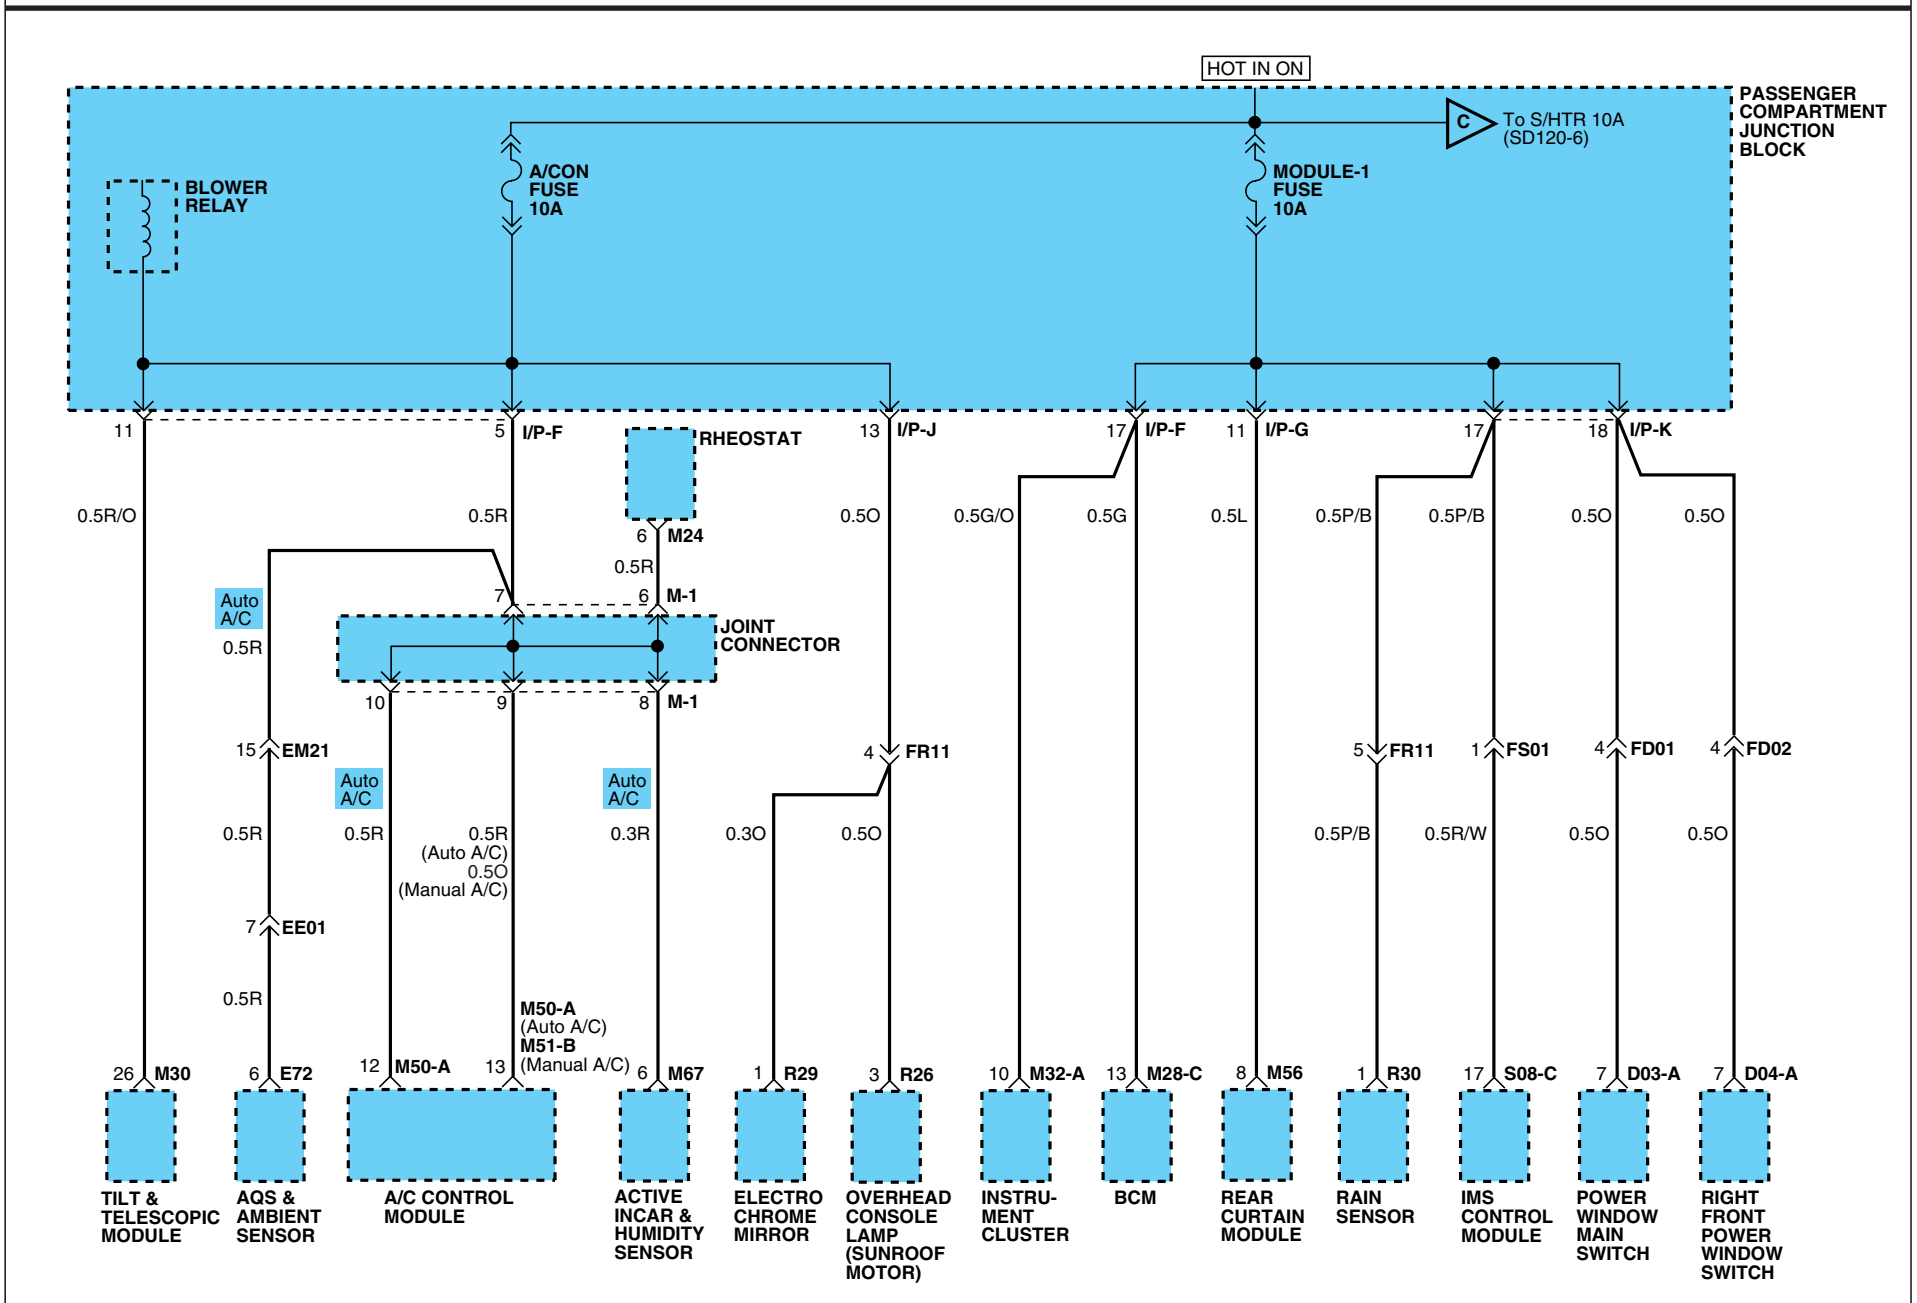 HOT IN ON
PASSENGER
COMPARTMENT
JUNCTION
BLOCK
C
To S/HTR 10A
(SD120-6)
A/CON
FUSE
10A
MODULE-1
FUSE
10A
BLOWER
RELAY
11
5
I/P-F
13
I/P-J
17
I/P-F
11
I/P-G
17
18
I/P-K
RHEOSTAT
0.5R/O
0.5R
0.5O
0.5G/O
0.5G
0.5L
0.5P/B
0.5P/B
0.5O
0.5O
6
M24
0.5R
7
6
M-1
Auto
A/C
0.5R
JOINT
CONNECTOR
10
9
8
M-1
15
EM21
4
FR11
5
FR11
1
FS01
4
FD01
4
FD02
Auto
A/C
Auto
A/C
0.5R
0.5R
0.5R
(Auto A/C)
0.5O
(Manual A/C)
0.3R
0.3O
0.5O
0.5P/B
0.5R/W
0.5O
0.5O
7
EE01
0.5R
M50-A
(Auto A/C)
M51-B
(Manual A/C)
26
M30
6
E72
12
M50-A
13
6
M67
1
R29
3
R26
10
M32-A
13
M28-C
8
M56
1
R30
17
S08-C
7
D03-A
7
D04-A
TILT &
TELESCOPIC
MODULE
AQS &
AMBIENT
SENSOR
A/C CONTROL
MODULE
ACTIVE
INCAR &
HUMIDITY
SENSOR
ELECTRO
CHROME
MIRROR
OVERHEAD
CONSOLE
LAMP
(SUNROOF
MOTOR)
INSTRU-
MENT
CLUSTER
BCM
REAR
CURTAIN
MODULE
RAIN
SENSOR
IMS
CONTROL
MODULE
POWER
WINDOW
MAIN
SWITCH
RIGHT
FRONT
POWER
WINDOW
SWITCH